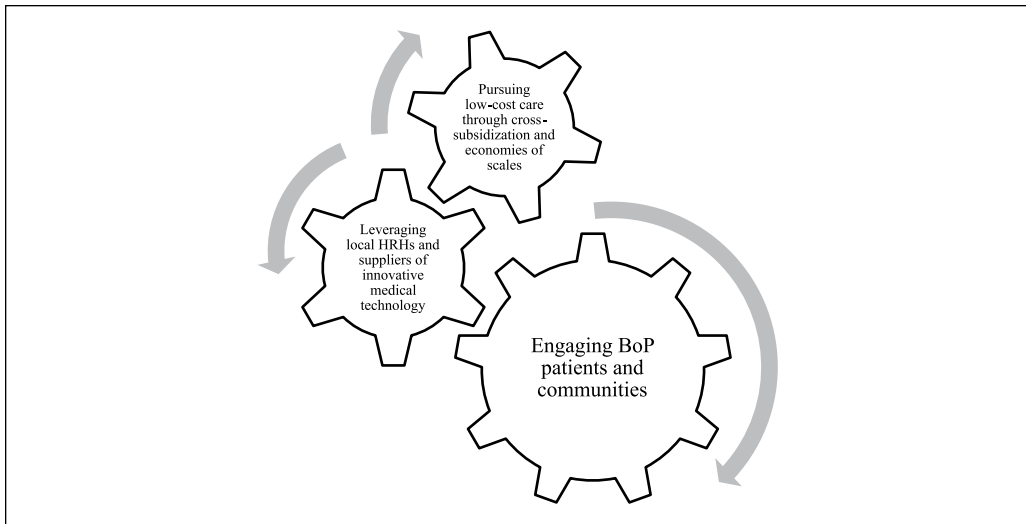 Pursuing
low-cost care
through cross-
subsidization and
economies of
scales
Leveraging
local HRHs and
suppliers of
innovative
medical
technology
Engaging BoP
patients and
communities